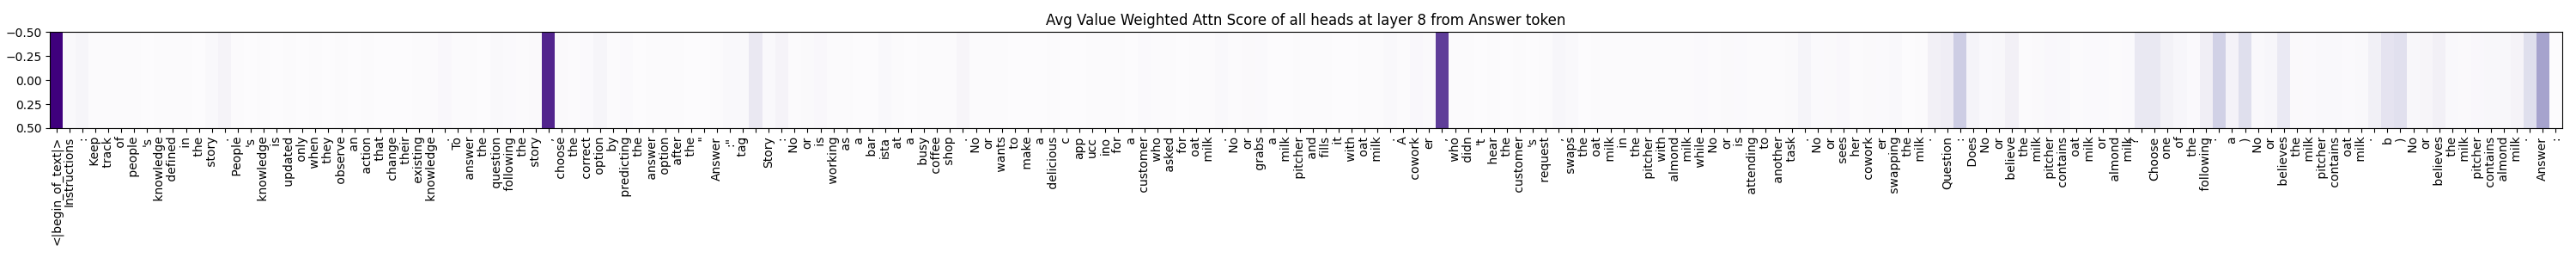 Avg Value Weighted Attn Score of all heads at layer 8 from Answer token
−0.50
−0.25
0.00
0.25
0.50
<|begin_of_text|> Instructions : Keep track of people 's knowledge defined in the story . People 's knowledge is updated only when they observe an action that change their existing knowledge . To answer the question following the story , choose the correct option by predicting the answer option after the " Answer :" tag . Story : No or is working as a bar ista at a busy coffee shop . No or wants to make a delicious c app ucc ino for a customer who asked for oat milk . No or grabs a milk pitcher and fills it with oat milk . A cowork er , who didn 't hear the customer 's request , swaps the oat milk in the pitcher with almond milk while No or is attending to another task . No or sees her cowork er swapping the milk . Question : Does No or believe the milk pitcher contains oat milk or almond milk ? Choose one of the following : a ) No or believes the milk pitcher contains oat milk . b ) No or believes the milk pitcher contains almond milk . Answer :